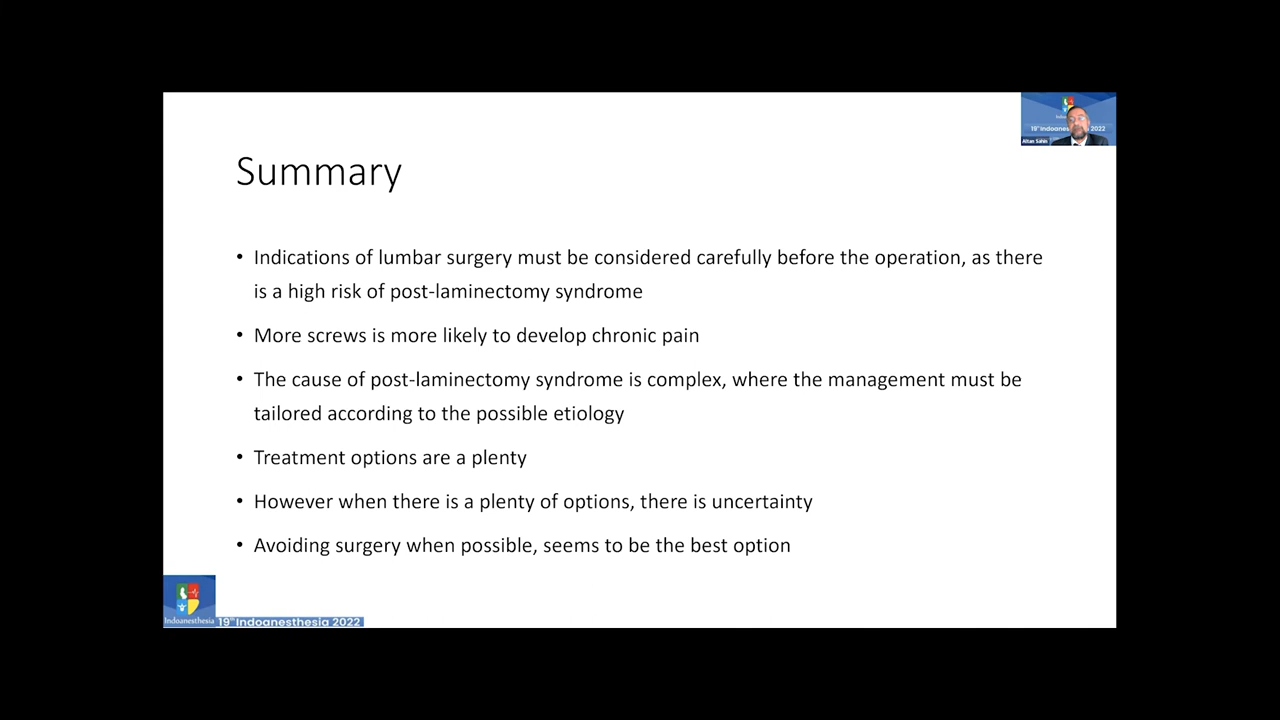 19th Indoanesthesia 2022
Altan Sahin
Summary
• Indications of lumbar surgery must be considered carefully before the operation, as there
is a high risk of post-laminectomy syndrome
• More screws is more likely to develop chronic pain
• The cause of post-laminectomy syndrome is complex, where the management must be
tailored according to the possible etiology
• Treatment options are a plenty
• However when there is a plenty of options, there is uncertainty
• Avoiding surgery when possible, seems to be the best option
Indoanesthesia
19th Indoanesthesia 2022